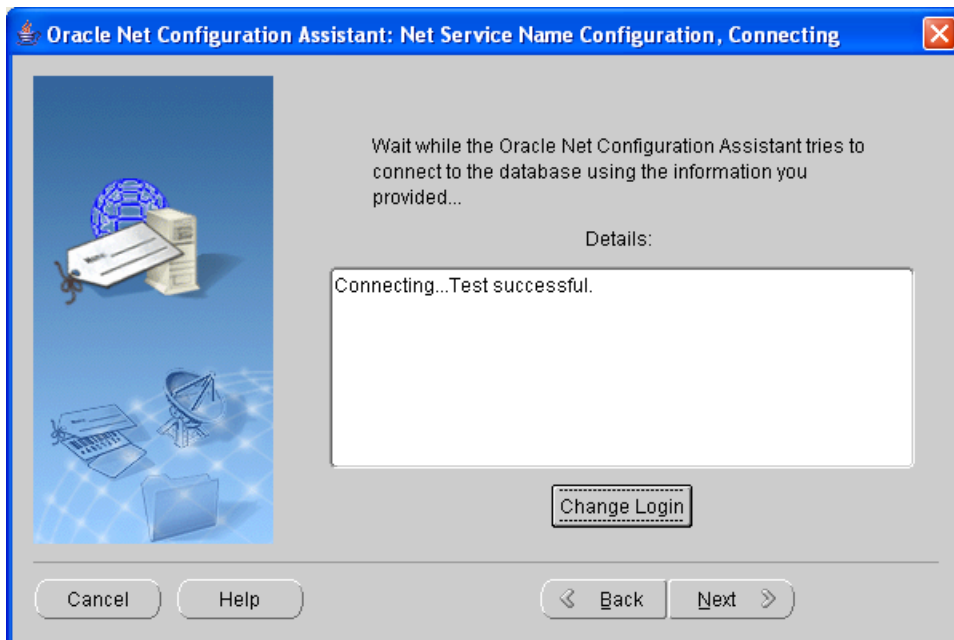 Oracle Net Configuration Assistant: Net Service Name Configuration, Connecting
Wait while the Oracle Net Configuration Assistant tries to
connect to the database using the information you
provided...
Details:
Connecting...Test successful.
Change Login
Cancel
Help
Back
Next